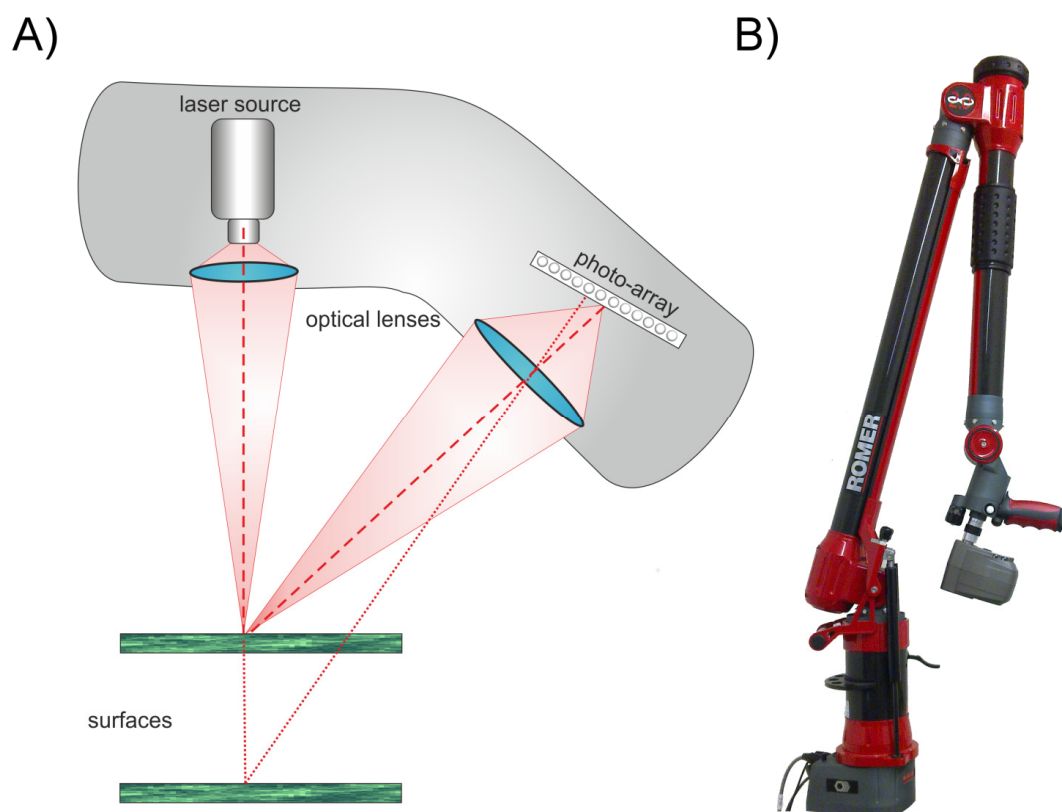 A)
B)
laser source
photo-array
optical lenses
ROMER
surfaces